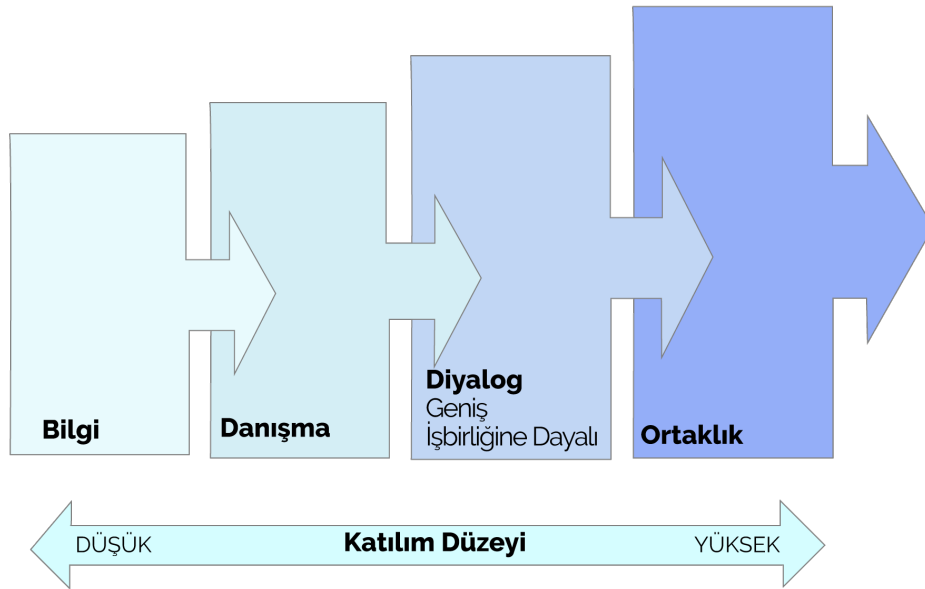 Bilgi
Danışma
Diyalog
Geniş
İşbirliğine Dayalı
Ortaklık
DÜŞÜK
Katılım Düzeyi
YÜKSEK